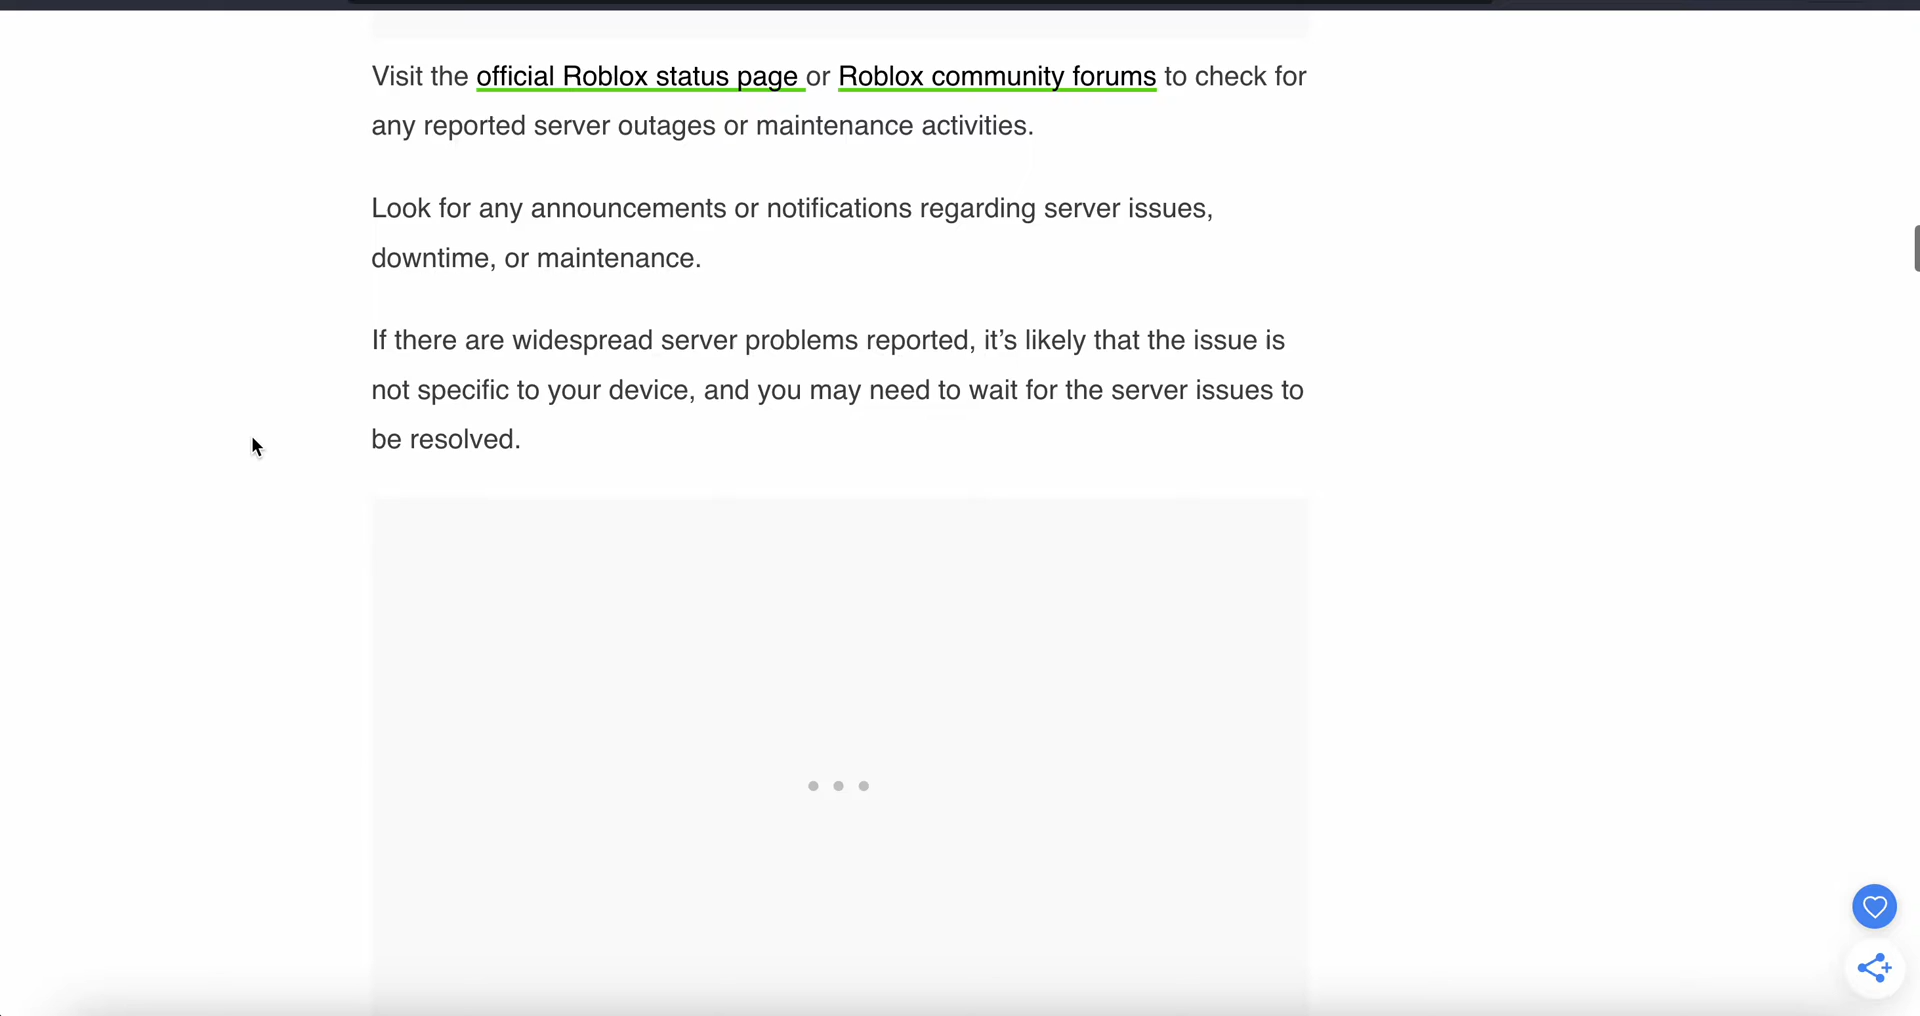 Visit the official Roblox status page or Roblox community forums to check for
any reported server outages or maintenance activities.
Look for any announcements or notifications regarding server issues,
downtime, or maintenance.
If there are widespread server problems reported, it’s likely that the issue is
not specific to your device, and you may need to wait for the server issues to
be resolved.